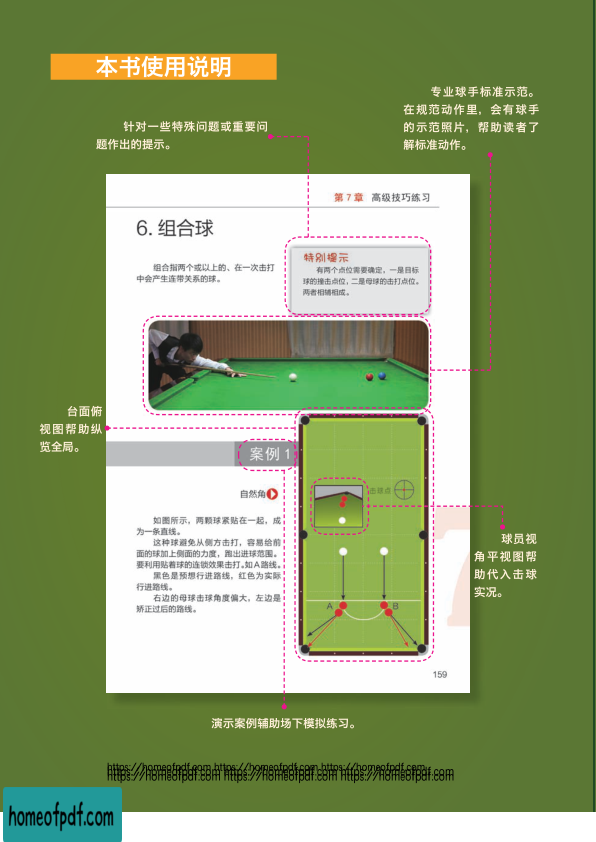 本书使用说明
专业球手标准示范。
在规范动作里，会有球手
的示范照片，帮助读者了
解标准动作。
针对一些特殊问题或重要问
题作出的提示。
第 7 章 高级技巧练习
6. 组合球
特别提示
有两个点位需要确定，一是目标
球的撞击点位，二是母球的击打点位。
两者相辅相成。
组合指两个或以上的、在一次击打
中会产生连带关系的球。
台面俯
视图帮助纵
览全局。
案例 1
自然角
击球点
如图所示，两颗球紧贴在一起，成
为一条直线。
这种球避免从侧方击打，容易给前
面的球加上侧面的力度，跑出进球范围。
要利用贴着球的连锁效果击打。如 A 路线。
黑色是预想行进路线，红色为实际
行进路线。
右边的母球击球角度偏大，左边是
矫正过后的路线。
A
B
球员视
角平视图帮
助代入击球
实况。
159
演示案例辅助场下模拟练习。
https://homeofpdf.com https://homeofpdf.com https://homeofpdf.com
https://homeofpdf.com https://homeofpdf.com https://homeofpdf.com
homeofpdf.com